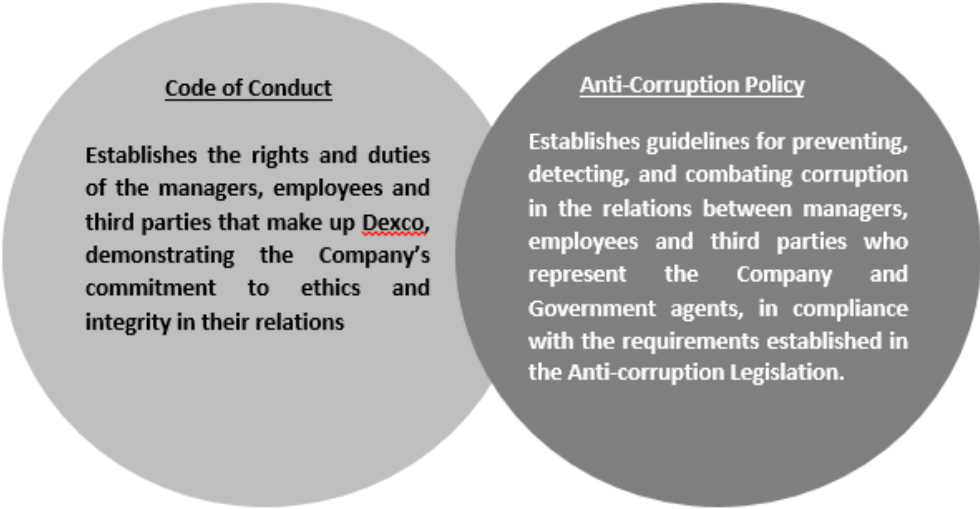 Code of Conduct
Establishes the rights and duties
of the managers, employees and
third parties that make up Dexco,
demonstrating the Company's
commitment to ethics and
integrity in their relations
Anti-Corruption Policy
Establishes guidelines for preventing,
detecting, and combating corruption
in the relations between managers,
employees and third parties who
represent the Company and
Government agents, in compliance
with the requirements established in
the Anti-corruption Legislation.